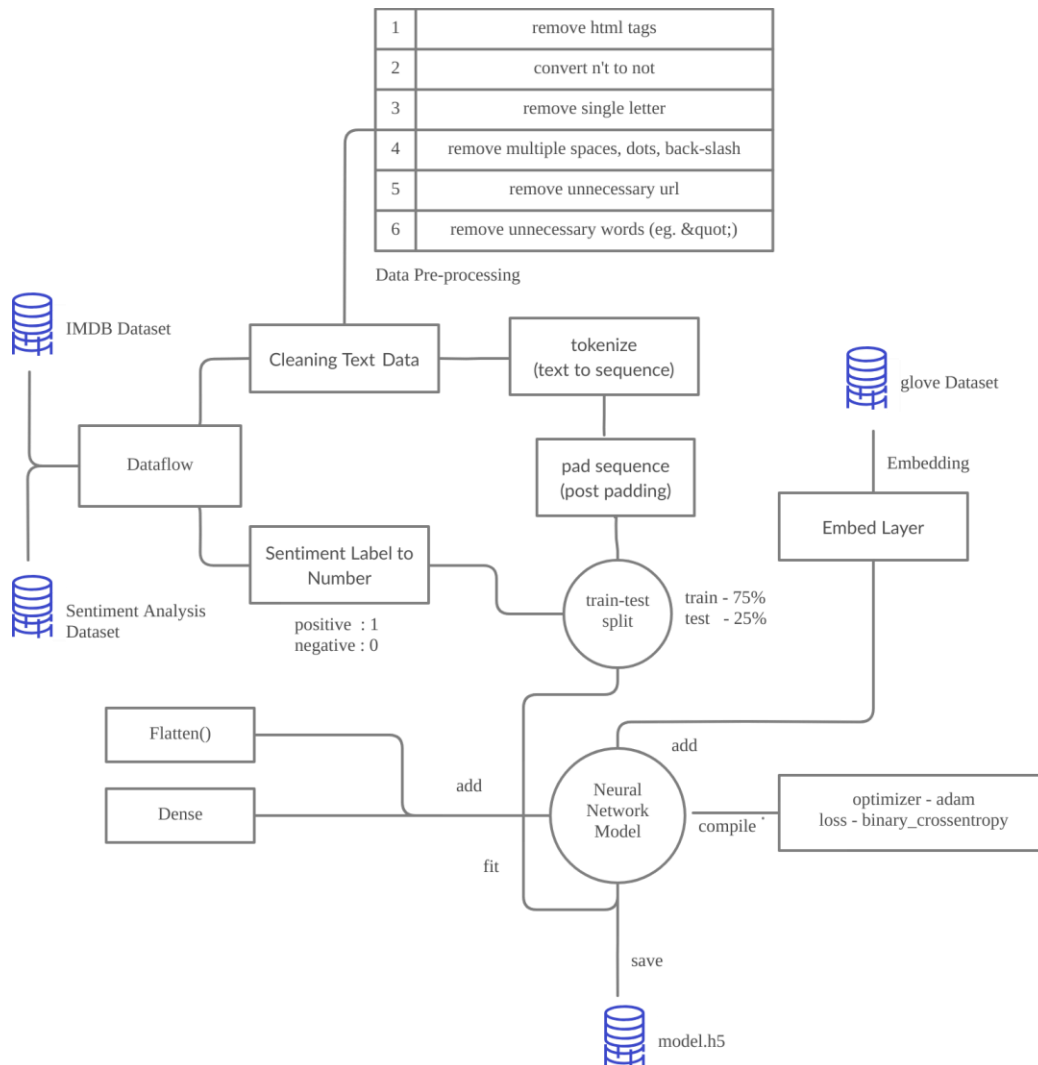 1 remove html tags
2 convert n't to not
3 remove single letter
4 remove multiple spaces, dots, back-slash
5 remove unnecessary url
6 remove unnecessary words (eg. &quot;)
Data Pre-processing
IMDB Dataset
Cleaning Text Data
tokenize
(text to sequence)
glove Dataset
Dataflow
pad sequence
(post padding)
Embedding
Embed Layer
Sentiment Label to
Number
Sentiment Analysis
Dataset
positive : 1
negative : 0
train-test
split
train - 75%
test - 25%
Flatten()
add
add
Dense
Neural
Network
Model
compile
optimizer - adam
loss - binary_crossentropy
fit
save
model.h5